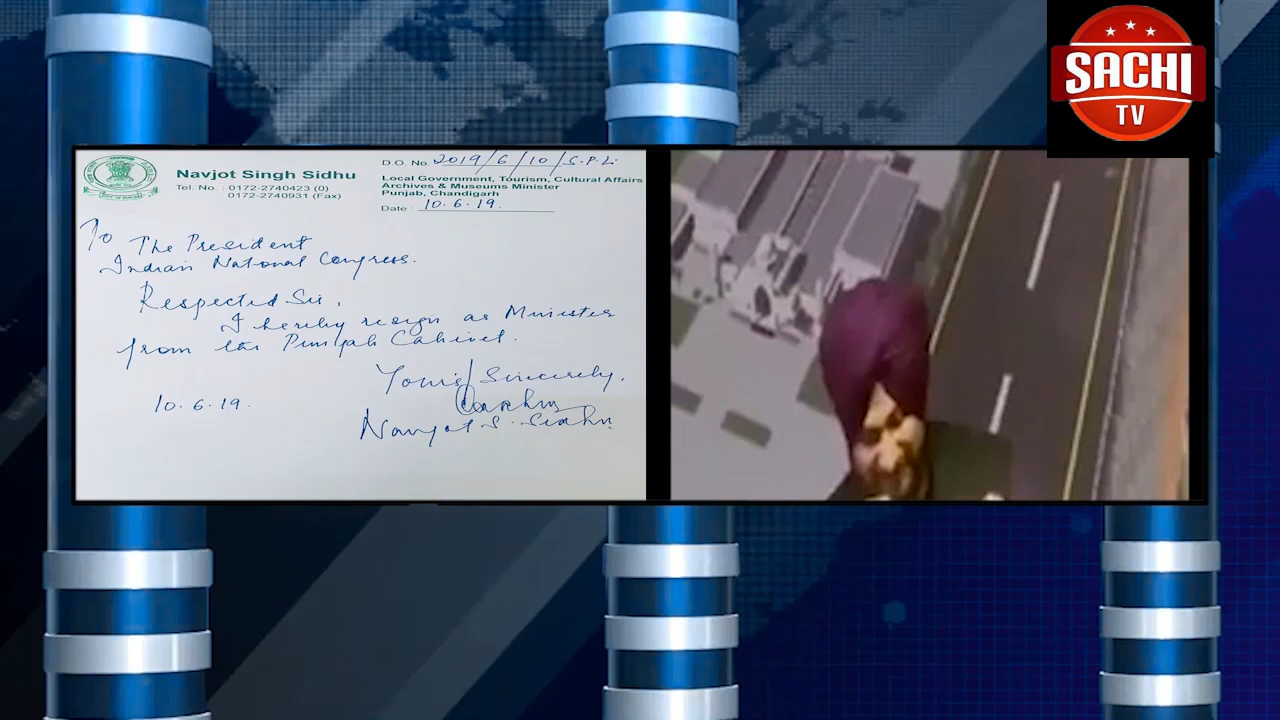 SACHI
TV
Navjot Singh Sidhu
Tel. No. : 0172-2740423 (0)
0172-2740931 (Fax)
D.O. No. 2019/6/10/S.P.L.
Local Government, Tourism, Cultural Affairs
Archives & Museums Minister
Punjab, Chandigarh
Date : 10.6.19.
To The President
Indian National Congress.
Respected Sir,
I hereby resign as Minister
from the Punjab Cabinet.
Yours Sincerely,
10.6.19.
Navjot S. Sidhu